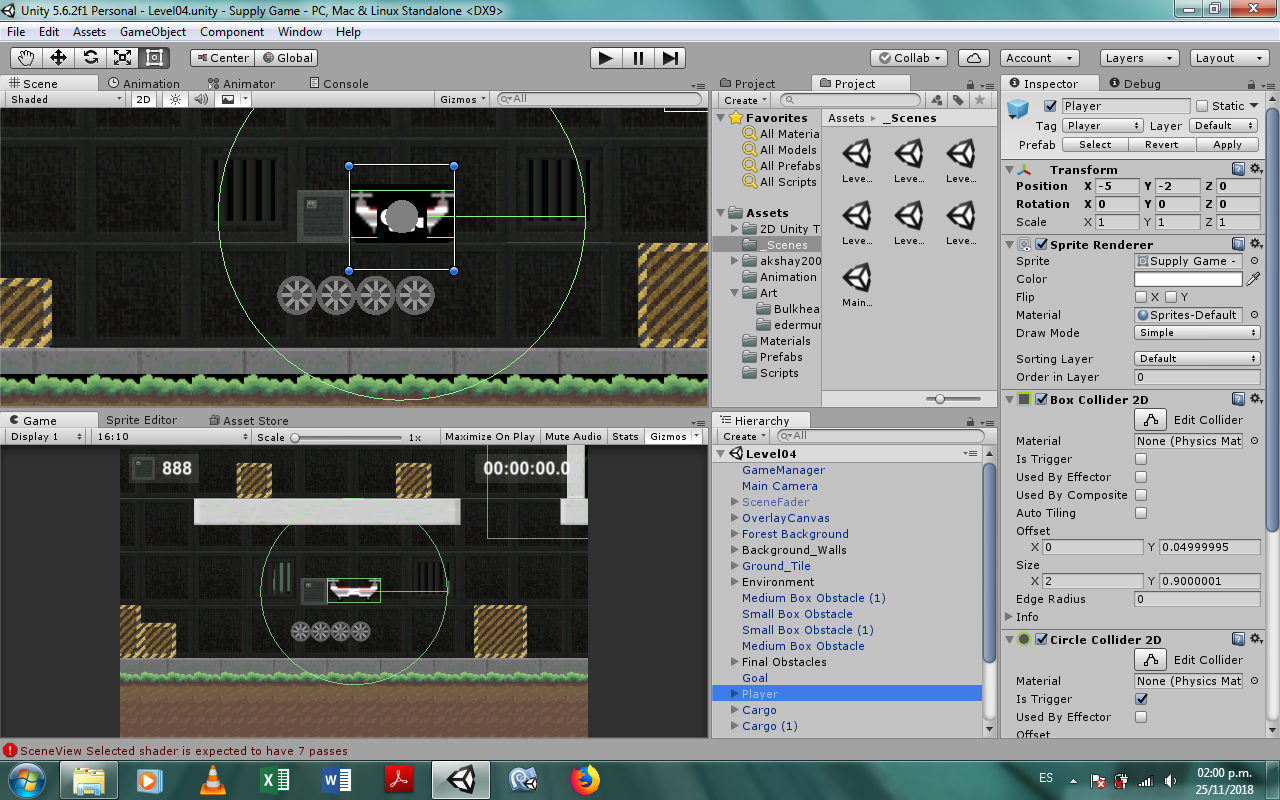 Unity 5.6.2f1 Personal - Level04.unity - Supply Game - PC, Mac & Linux Standalone <DX9>
File Edit Assets GameObject Component Window Help
Center Global Collab Account Layers Layout
Scene Animation Animator Console
Shaded 2D Gizmos All
Project Project
Create
Favorites
All Materia
All Models
All Prefabs
All Scripts
Assets
2D Unity T
_Scenes
akshay200
Animation
Art
Bulkhea
edermur
Materials
Prefabs
Scripts
Assets _Scenes
Leve... Leve... Leve...
Leve... Leve... Leve...
Main...
Inspector Debug
Player Static
Tag Player Layer Default
Prefab Select Revert Apply
Transform
Position X -5 Y -2 Z 0
Rotation X 0 Y 0 Z 0
Scale X 1 Y 1 Z 1
Sprite Renderer
Sprite Supply Game -
Color
Flip X Y
Material Sprites-Default
Draw Mode Simple
Sorting Layer Default
Order in Layer 0
Box Collider 2D
Edit Collider
Material None (Physics Mat
Is Trigger
Used By Effector
Used By Composite
Auto Tiling
Offset
X 0 Y 0.04999995
Size
X 2 Y 0.9000001
Edge Radius 0
Info
Circle Collider 2D
Edit Collider
Material None (Physics Mat
Is Trigger
Used By Effector
Offset
Game Sprite Editor Asset Store
Display 1 16:10 Scale 1x Maximize On Play Mute Audio Stats Gizmos
888 00:00:00.0
Hierarchy
Create All
Level04
GameManager
Main Camera
SceneFader
OverlayCanvas
Forest Background
Background_Walls
Ground_Tile
Environment
Medium Box Obstacle (1)
Small Box Obstacle
Small Box Obstacle (1)
Medium Box Obstacle
Final Obstacles
Goal
Player
Cargo
Cargo (1)
SceneView Selected shader is expected to have 7 passes
ES 02:00 p.m.
25/11/2018